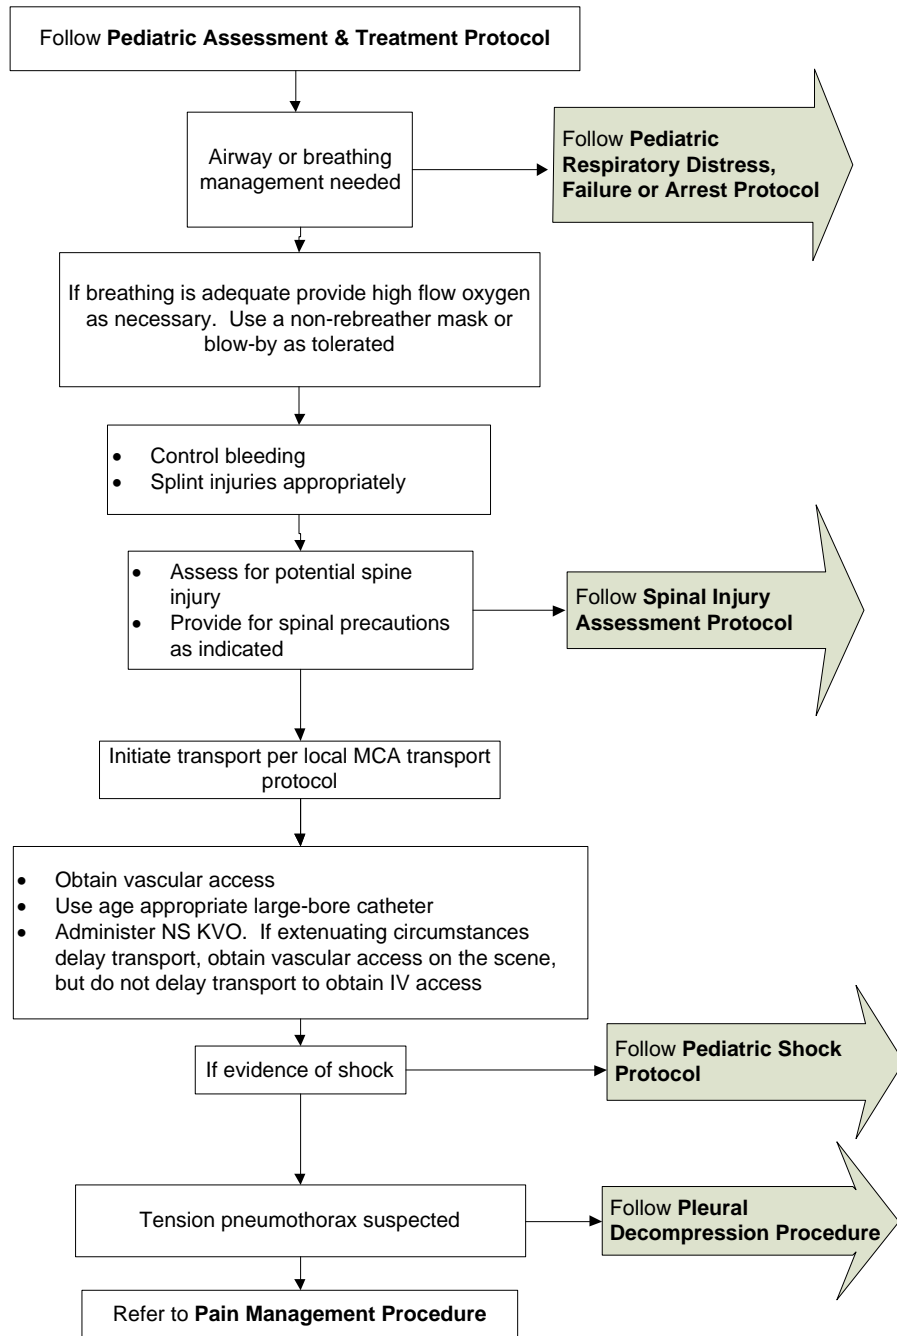 Follow Pediatric Assessment & Treatment Protocol
Airway or breathing
management needed
Follow Pediatric
Respiratory Distress,
Failure or Arrest Protocol
If breathing is adequate provide high flow oxygen
as necessary.  Use a non-rebreather mask or
blow-by as tolerated
• Control bleeding
• Splint injuries appropriately
• Assess for potential spine
injury
• Provide for spinal precautions
as indicated
Follow Spinal Injury
Assessment Protocol
Initiate transport per local MCA transport
protocol
• Obtain vascular access
• Use age appropriate large-bore catheter
• Administer NS KVO.  If extenuating circumstances
delay transport, obtain vascular access on the scene,
but do not delay transport to obtain IV access
If evidence of shock
Follow Pediatric Shock
Protocol
Tension pneumothorax suspected
Follow Pleural
Decompression Procedure
Refer to Pain Management Procedure